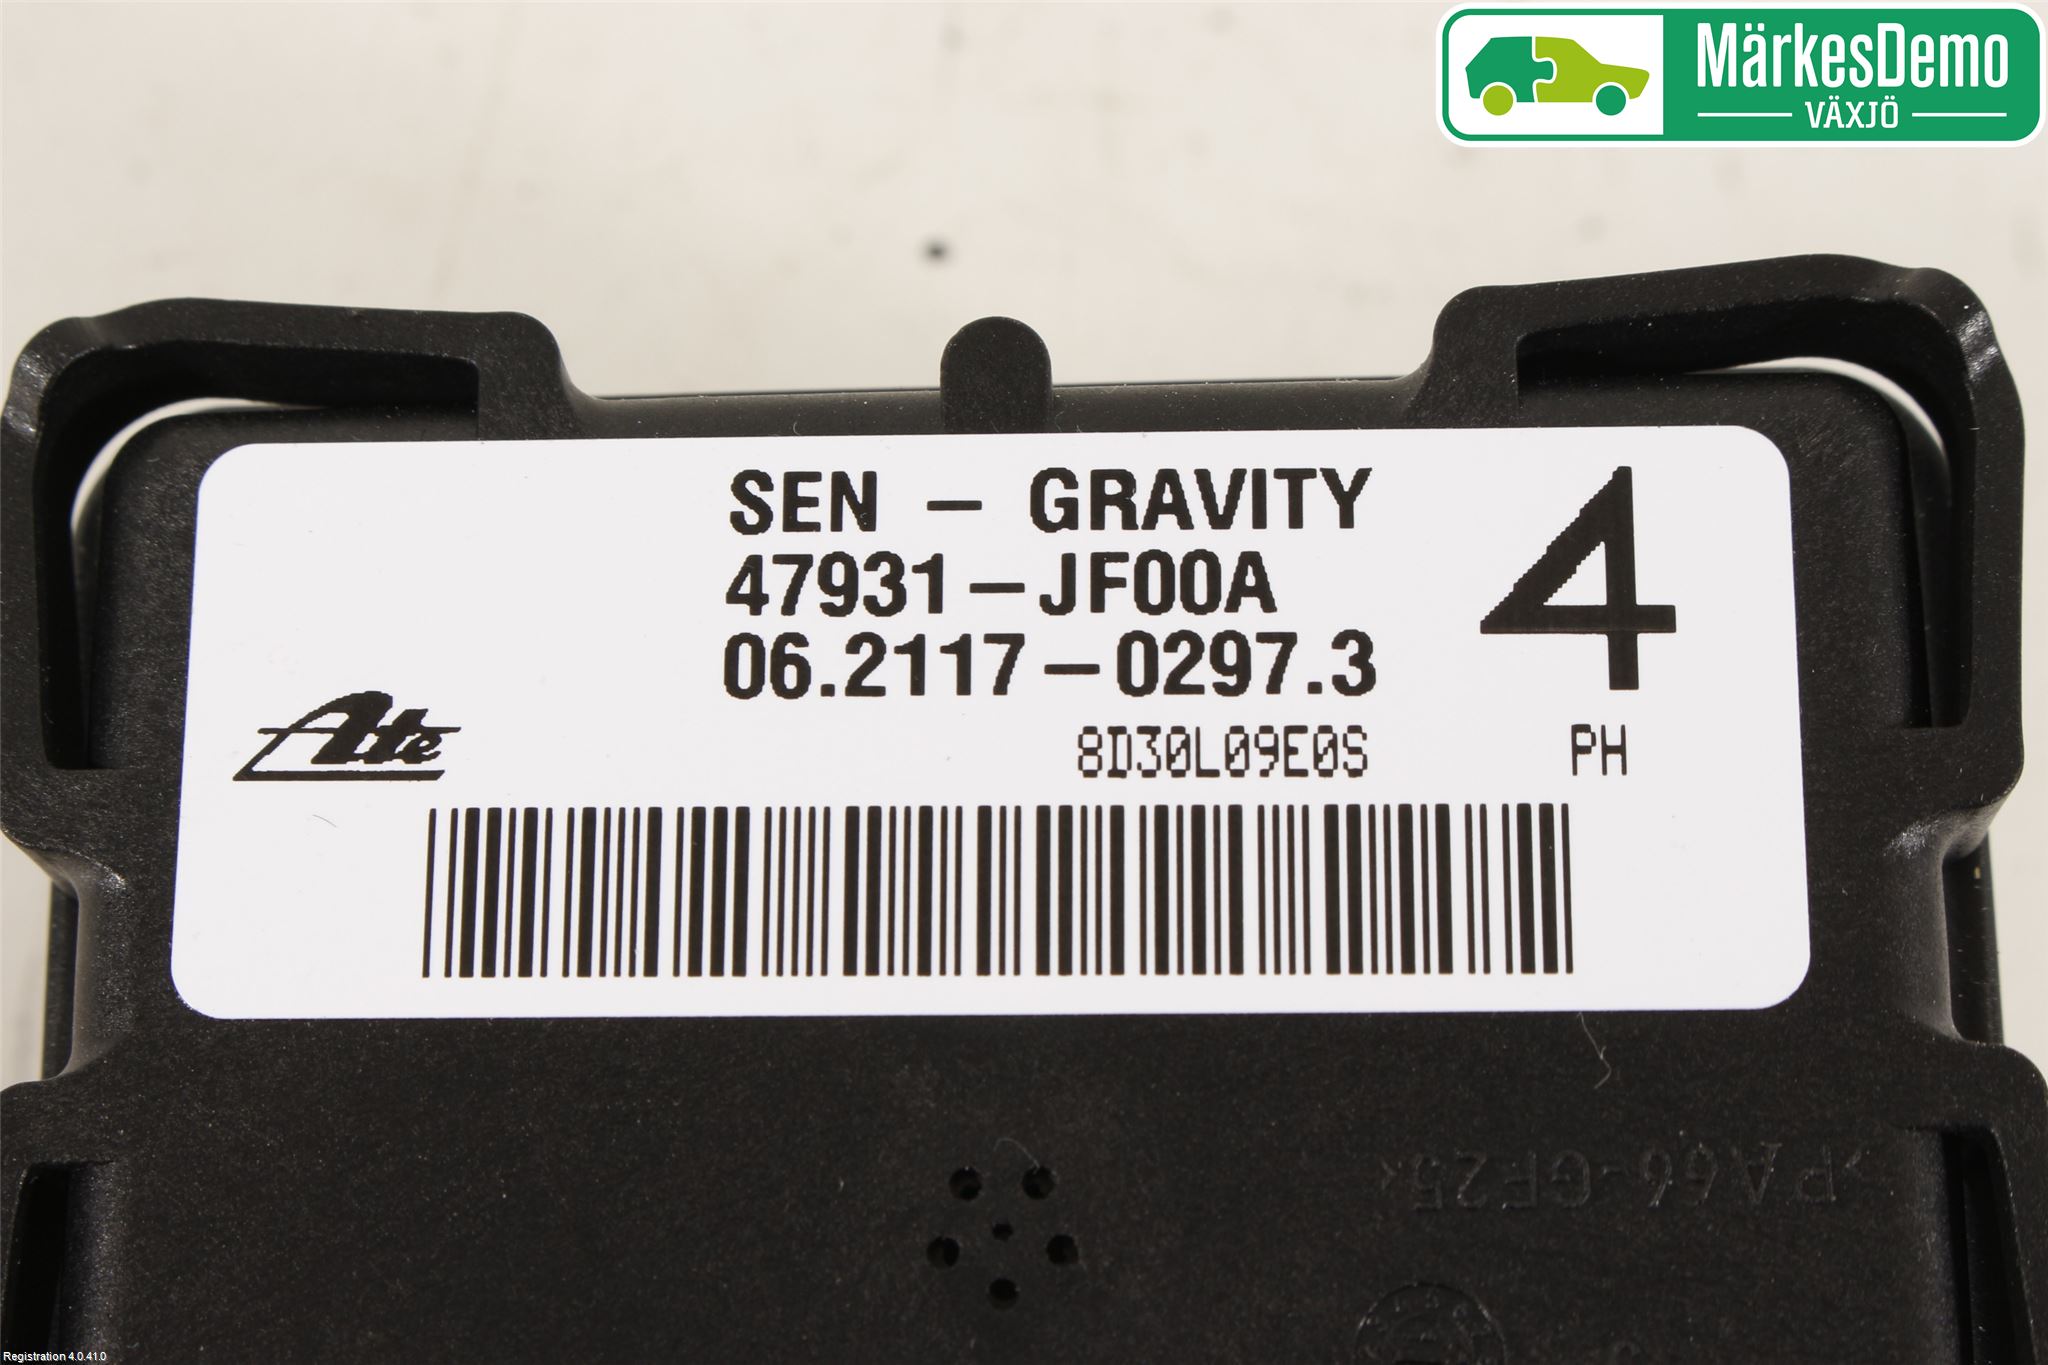 MärkesDemo
VÄXJÖ
SEN - GRAVITY
47931-JF00A
06.2117-0297.3
4
Ate
8D30L09E0S
PH
>PA66-GF25<
Registration 4.0.41.0